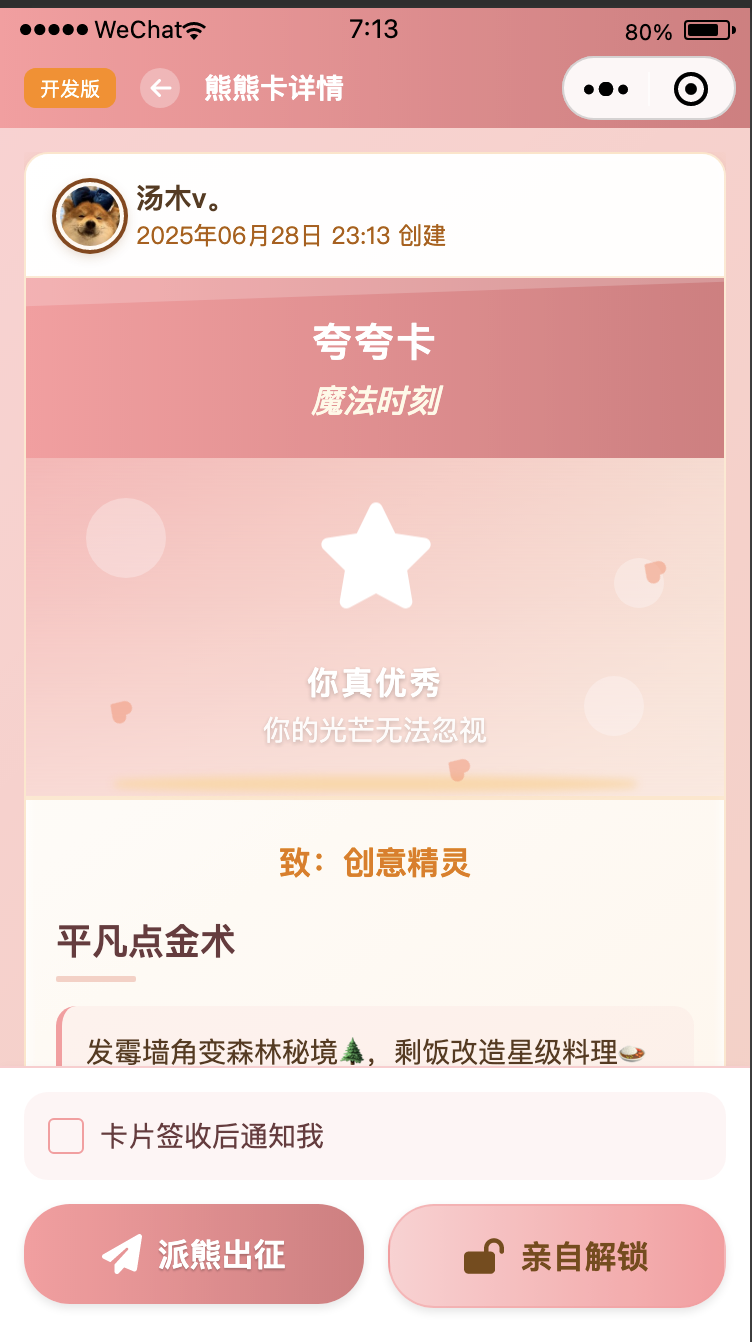 WeChat 7:13 80%
开发版 熊熊卡详情
汤木v。
2025年06月28日 23:13 创建
夸夸卡
魔法时刻
你真优秀
你的光芒无法忽视
致：创意精灵
平凡点金术
发霉墙角变森林秘境🌲，剩饭改造星级料理🍛
卡片签收后通知我
派熊出征
亲自解锁